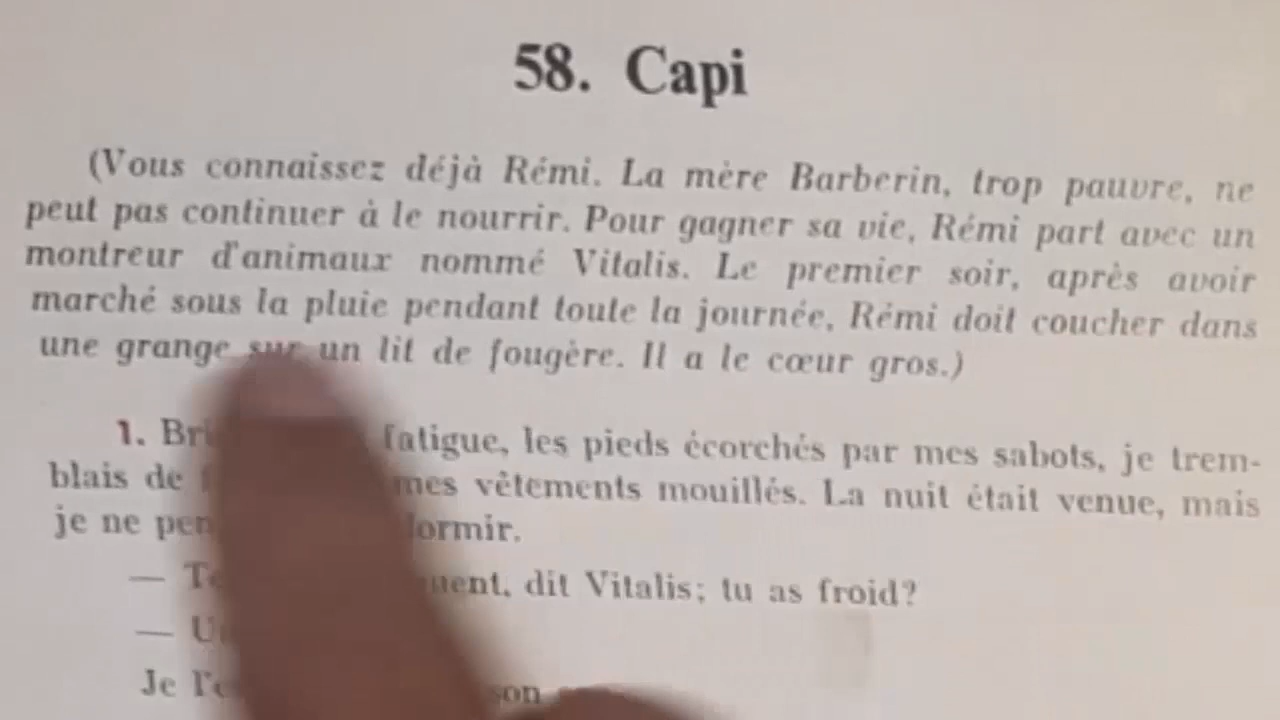 58. Capi
(Vous connaissez déjà Rémi. La mère Barberin, trop pauvre, ne
peut pas continuer à le nourrir. Pour gagner sa vie, Rémi part avec un
montreur d'animaux nommé Vitalis. Le premier soir, après avoir
marché sous la pluie pendant toute la journée, Rémi doit coucher dans
une grange sur un lit de fougère. Il a le cœur gros.)
1. fatigue, les pieds écorchés par mes sabots, je trem-
blais de mes vêtements mouillés. La nuit était venue, mais
je ne dormir.
— dit Vitalis; tu as froid?
—
Je